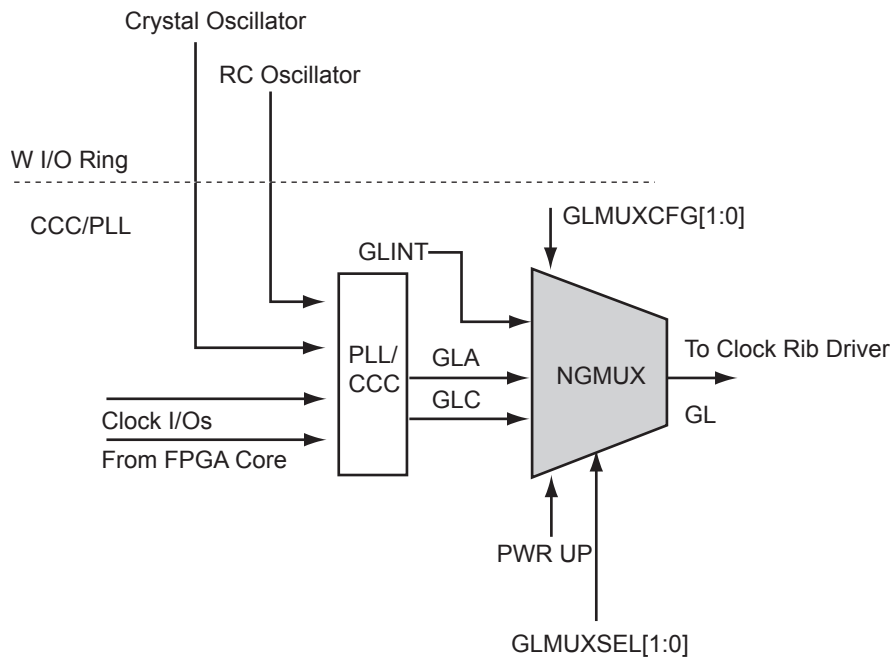 Crystal Oscillator
RC Oscillator
W I/O Ring
CCC/PLL
GLMUXCFG[1:0]
GLINT
PLL/
CCC
GLA
GLC
NGMUX
To Clock Rib Driver
GL
Clock I/Os
From FPGA Core
PWR UP
GLMUXSEL[1:0]